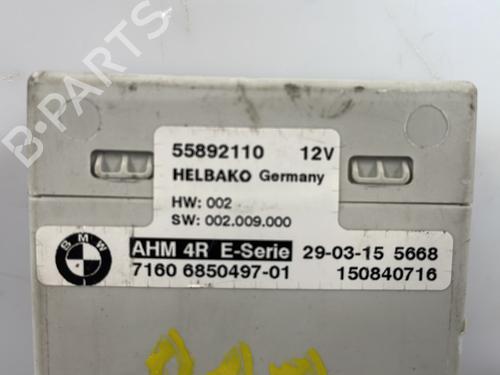 B-PARTS
55892110 12V
HELBAKO Germany
HW: 002
SW: 002.009.000
BMW
AHM 4R E-Serie 29-03-15 5668
7160 6850497-01 150840716